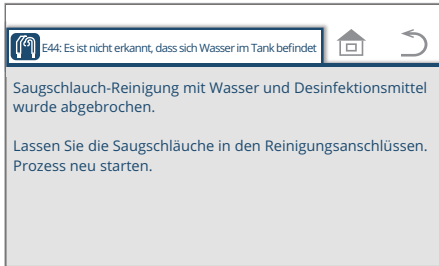 E44: Es ist nicht erkannt, dass sich Wasser im Tank befindet
Saugschlauch-Reinigung mit Wasser und Desinfektionsmittel
wurde abgebrochen.
Lassen Sie die Saugschläuche in den Reinigungsanschlüssen.
Prozess neu starten.